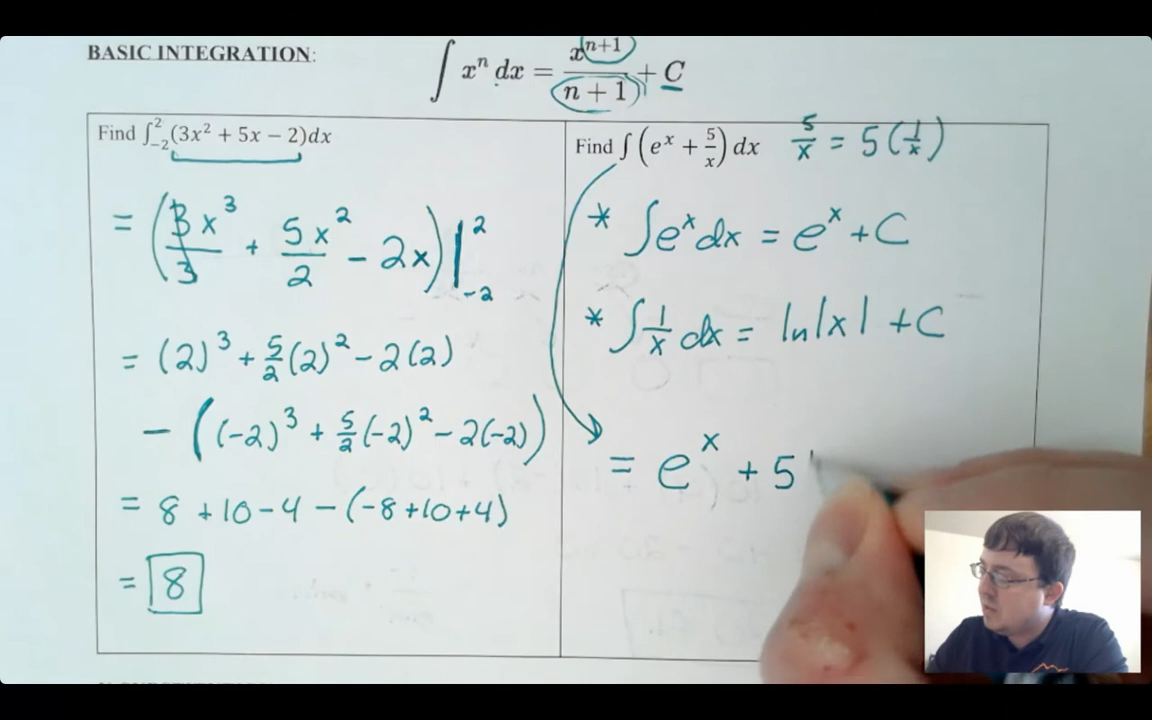 BASIC INTEGRATION:
∫ xⁿ dx = xⁿ⁺¹/(n + 1) + C
Find ∫₋₂² (3x² + 5x − 2)dx
= (3x³/3 + 5x²/2 − 2x)|₋₂²
= (2)³ + 5/2(2)² − 2(2)
− ((-2)³ + 5/2(-2)² − 2(-2))
= 8 + 10 − 4 − (-8+10+4)
= 8
Find ∫ (eˣ + 5/x) dx
5/x = 5(1/x)
* ∫eˣdx = eˣ + C
* ∫1/x dx = ln|x| + C
= eˣ + 5